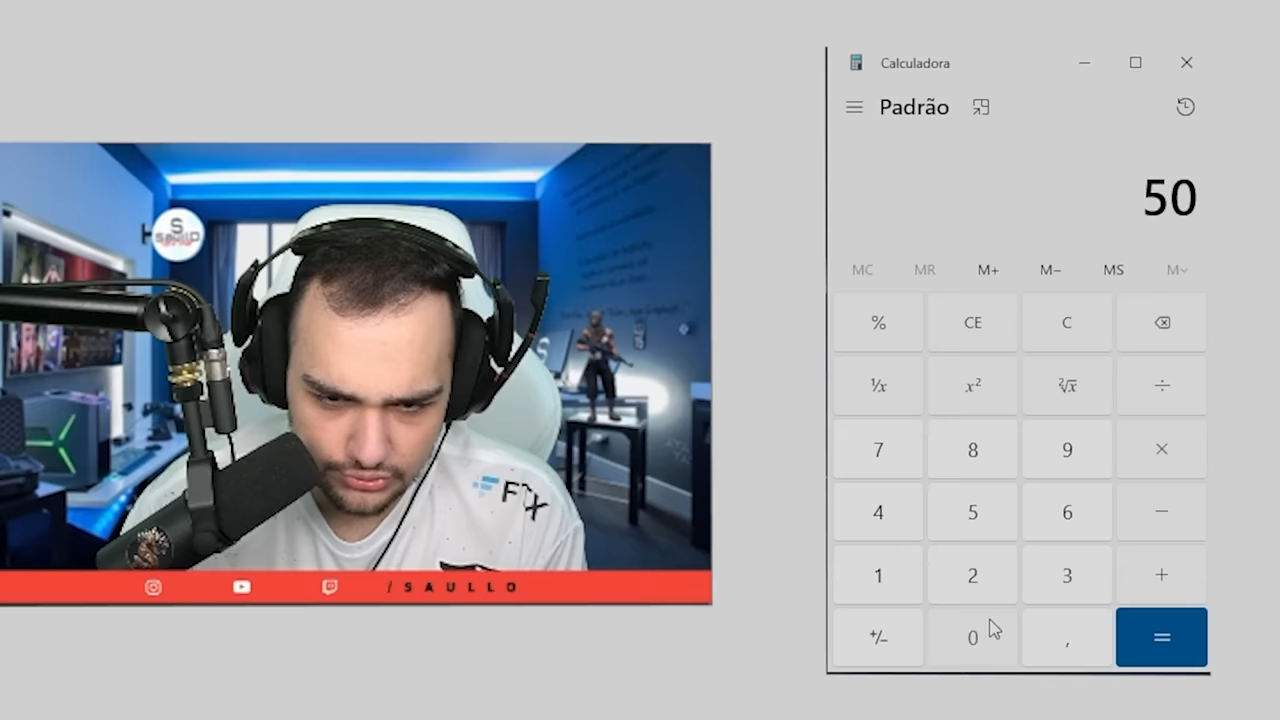 S
saullo
FTX
/SAULLO
Calculadora
Padrão
50
MC MR M+ M− MS M
% CE C
¹/x x² ²√x ÷
7 8 9 ×
4 5 6 −
1 2 3 +
+/− 0 , =